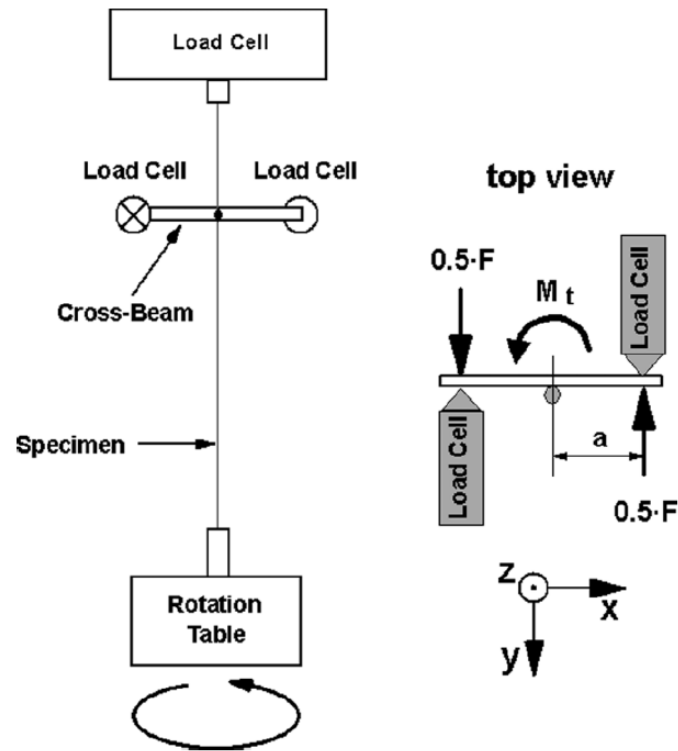 Load Cell
Load Cell
Load Cell
Cross-Beam
Specimen
Rotation
Table
top view
0.5·F
M t
Load Cell
Load Cell
a
0.5·F
z
x
y